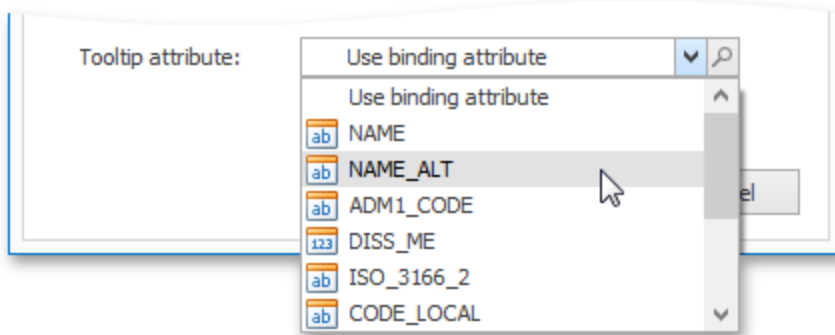 Tooltip attribute:
Use binding attribute
Use binding attribute
ab NAME
ab NAME_ALT
ab ADM1_CODE
123 DISS_ME
ab ISO_3166_2
ab CODE_LOCAL
el